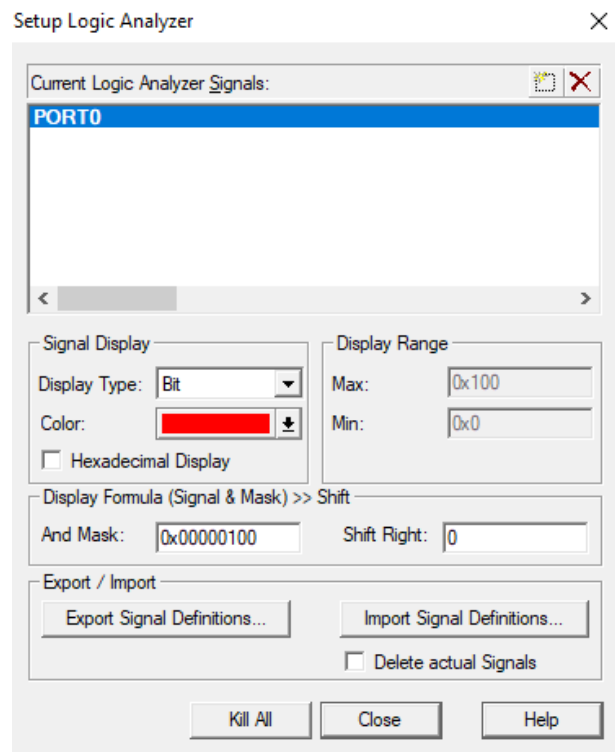 Setup Logic Analyzer
Current Logic Analyzer Signals:
PORT0
Signal Display
Display Type: Bit
Color:
Hexadecimal Display
Display Range
Max: 0x100
Min: 0x0
Display Formula (Signal & Mask) >> Shift
And Mask: 0x00000100 Shift Right: 0
Export / Import
Export Signal Definitions... Import Signal Definitions...
Delete actual Signals
Kill All Close Help